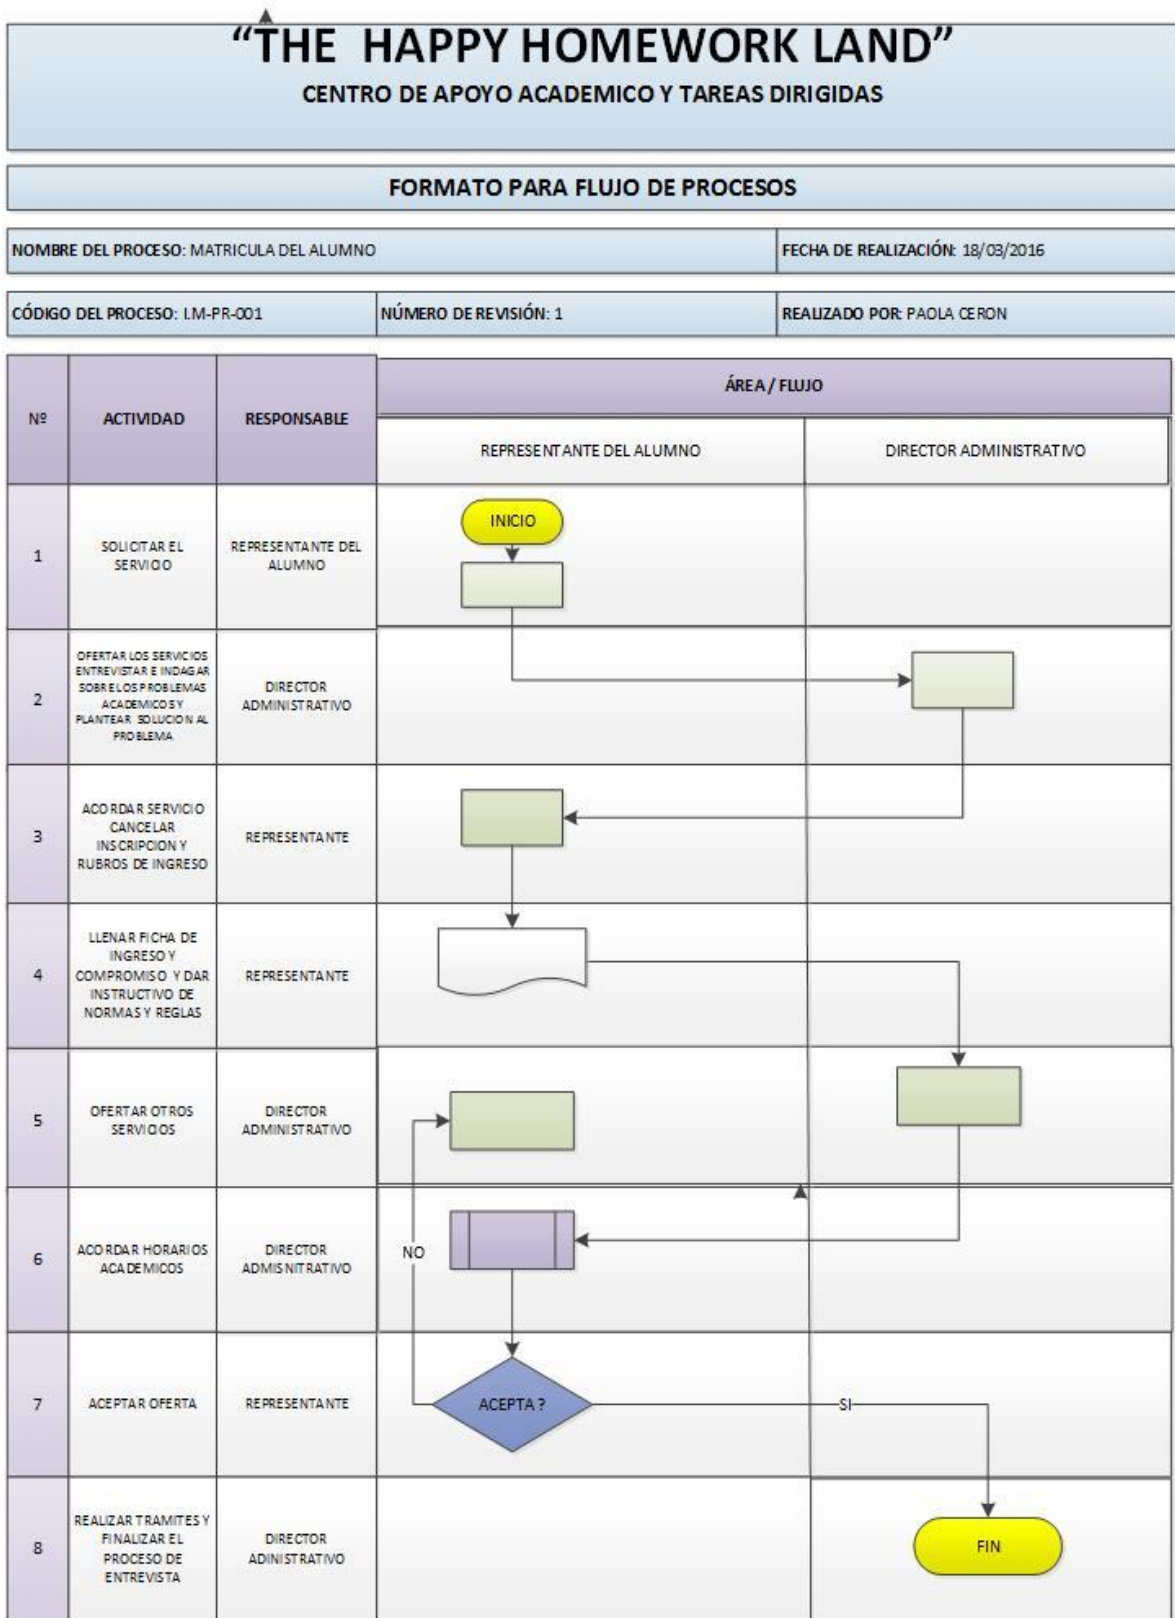 “THE HAPPY HOMEWORK LAND”
CENTRO DE APOYO ACADEMICO Y TAREAS DIRIGIDAS
FORMATO PARA FLUJO DE PROCESOS
NOMBRE DEL PROCESO: MATRICULA DEL ALUMNO
FECHA DE REALIZACIÓN: 18/03/2016
CÓDIGO DEL PROCESO: I.M-PR-001
NÚMERO DE REVISIÓN: 1
REALIZADO POR: PAOLA CERON
Nº
ACTIVIDAD
RESPONSABLE
ÁREA / FLUJO
REPRESENTANTE DEL ALUMNO
DIRECTOR ADMINISTRATIVO
1
SOLICITAR EL
SERVICIO
REPRESENTANTE DEL
ALUMNO
INICIO
2
OFERTAR LOS SERVICIOS
ENTREVISTAR E INDAGAR
SOBRE LOS PROBLEMAS
ACADEMICOS Y
PLANTEAR SOLUCION AL
PROBLEMA
DIRECTOR
ADMINISTRATIVO
3
ACORDAR SERVICIO
CANCELAR
INSCRIPCION Y
RUBROS DE INGRESO
REPRESENTANTE
4
LLENAR FICHA DE
INGRESO Y
COMPROMISO Y DAR
INSTRUCTIVO DE
NORMAS Y REGLAS
REPRESENTANTE
5
OFERTAR OTROS
SERVICIOS
DIRECTOR
ADMINISTRATIVO
6
ACORDAR HORARIOS
ACADEMICOS
DIRECTOR
ADMISNITRATIVO
NO
7
ACEPTAR OFERTA
REPRESENTANTE
ACEPTA ?
SI
8
REALIZAR TRAMITES Y
FINALIZAR EL
PROCESO DE
ENTREVISTA
DIRECTOR
ADINISTRATIVO
FIN